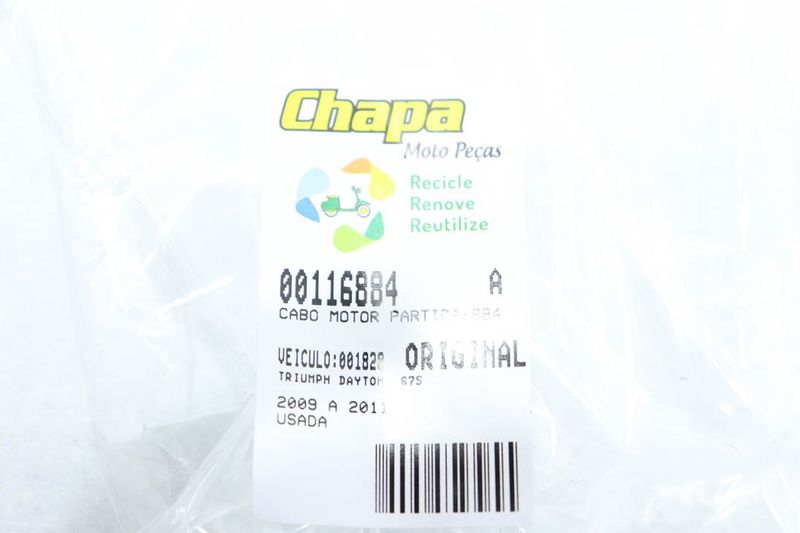 Chapa
Moto Peças
Recicle
Renove
Reutilize
00116884 A
CABO MOTOR PARTIDA-884
VEICULO:001828 ORIGINAL
TRIUMPH 675
2009 A 2011
USADA